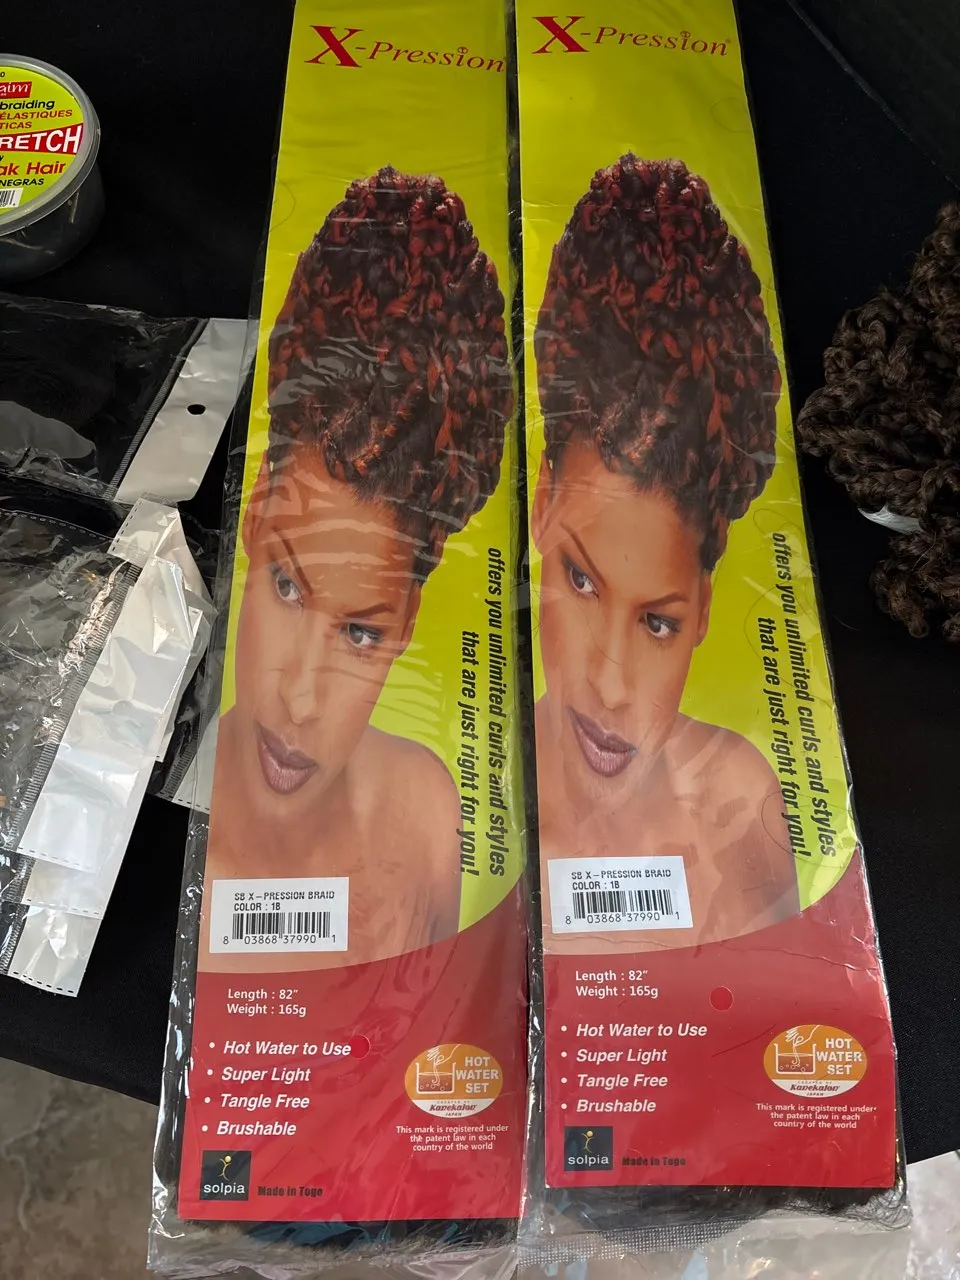 X-Pression
offers you unlimited curls and styles
that are just right for you!
SB X-PRESSION BRAID
COLOR : 1B
8 03868 37990 1
Length : 82"
Weight : 165g
• Hot Water to Use
• Super Light
• Tangle Free
• Brushable
HOT
WATER
SET
CREATED BY
Kanekalon
JAPAN
This mark is registered under
the patent law in each
country of the world
solpia
Made in Togo
X-Pression
offers you unlimited curls and styles
that are just right for you!
SB X-PRESSION BRAID
COLOR : 1B
8 03868 37990 1
Length : 82"
Weight : 165g
• Hot Water to Use
• Super Light
• Tangle Free
• Brushable
HOT
WATER
SET
CREATED BY
Kanekalon
JAPAN
This mark is registered under
the patent law in each
country of the world
solpia
Made in Togo
braiding
ÉLASTIQUES
RETCH
Hair
NEGRAS